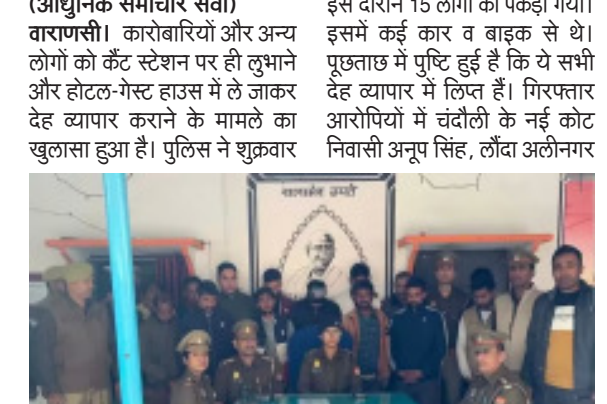 (आधुनिक समाचार सेवा)
वाराणसी। कारोबारियों और अन्य
लोगों को कैंट स्टेशन पर ही लुभाने
और होटल-गेस्ट हाउस में ले जाकर
देह व्यापार कराने के मामले का
खुलासा हुआ है। पुलिस ने शुक्रवार
इस दौरान 15 लोगों को पकड़ा गया।
इसमें कई कार व बाइक से थे।
पूछताछ में पुष्टि हुई है कि ये सभी
देह व्यापार में लिप्त हैं। गिरफ्तार
आरोपियों में चंदौली के नई कोट
निवासी अनूप सिंह, लौंदा अलीनगर